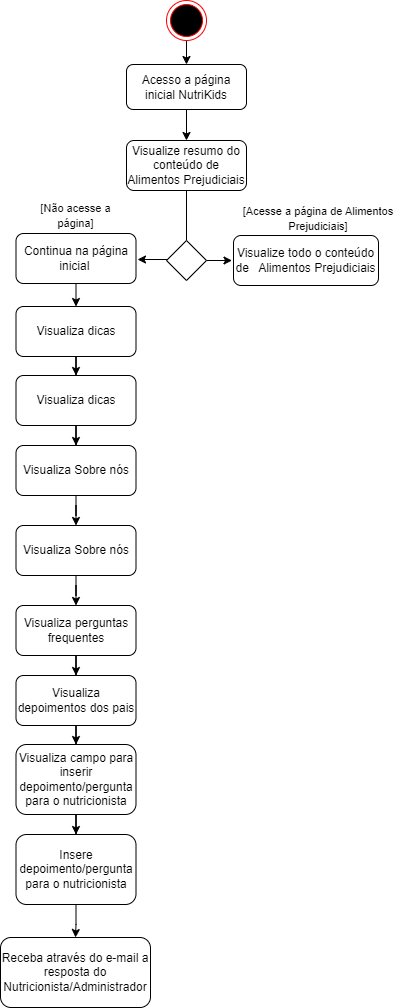 Acesso a página
inicial NutriKids
Visualize resumo do
conteúdo de
Alimentos Prejudiciais
[Não acesse a
página]
[Acesse a página de Alimentos
Prejudiciais]
Continua na página
inicial
Visualize todo o conteúdo
de Alimentos Prejudiciais
Visualiza dicas
Visualiza dicas
Visualiza Sobre nós
Visualiza Sobre nós
Visualiza perguntas
frequentes
Visualiza
depoimentos dos pais
Visualiza campo para
inserir
depoimento/pergunta
para o nutricionista
Insere
depoimento/pergunta
para o nutricionista
Receba através do e-mail a
resposta do
Nutricionista/Administrador